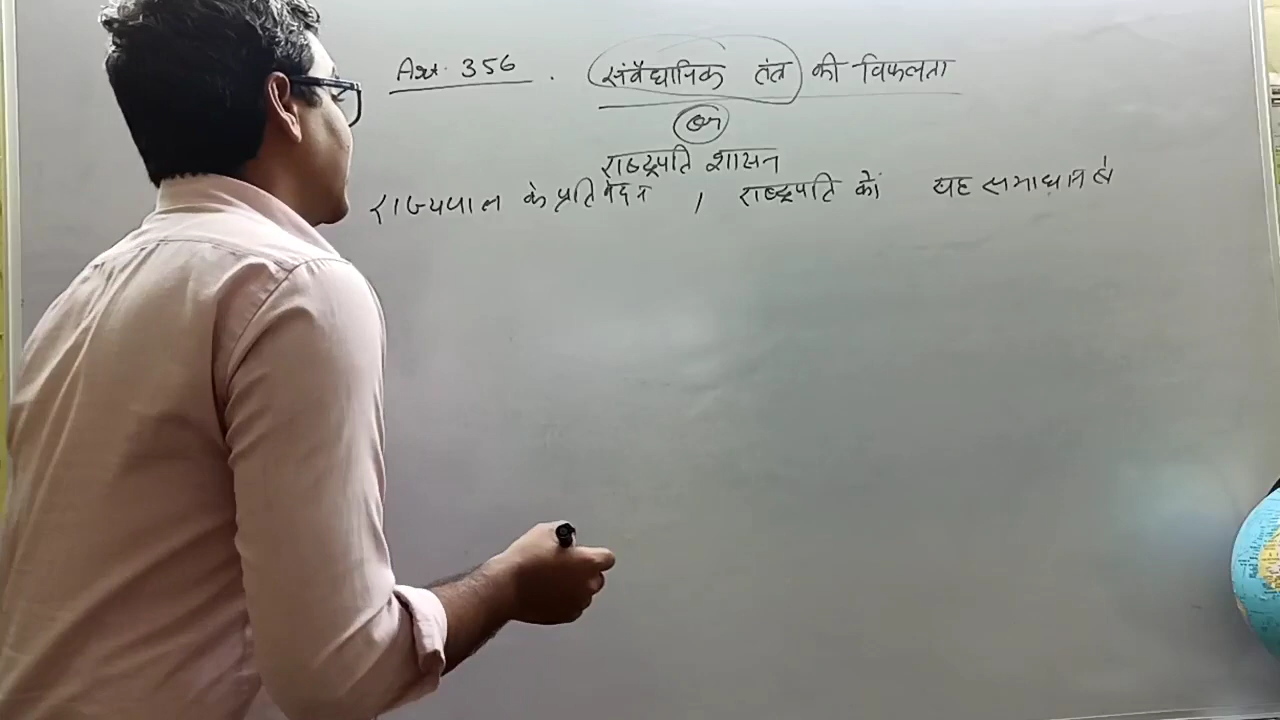 Art. 356 . संवैधानिक तंत्र की विफलता
Or
राष्ट्रपति शासन
राज्यपाल के प्रतिवेदन , राष्ट्रपति को यह समाधान हो